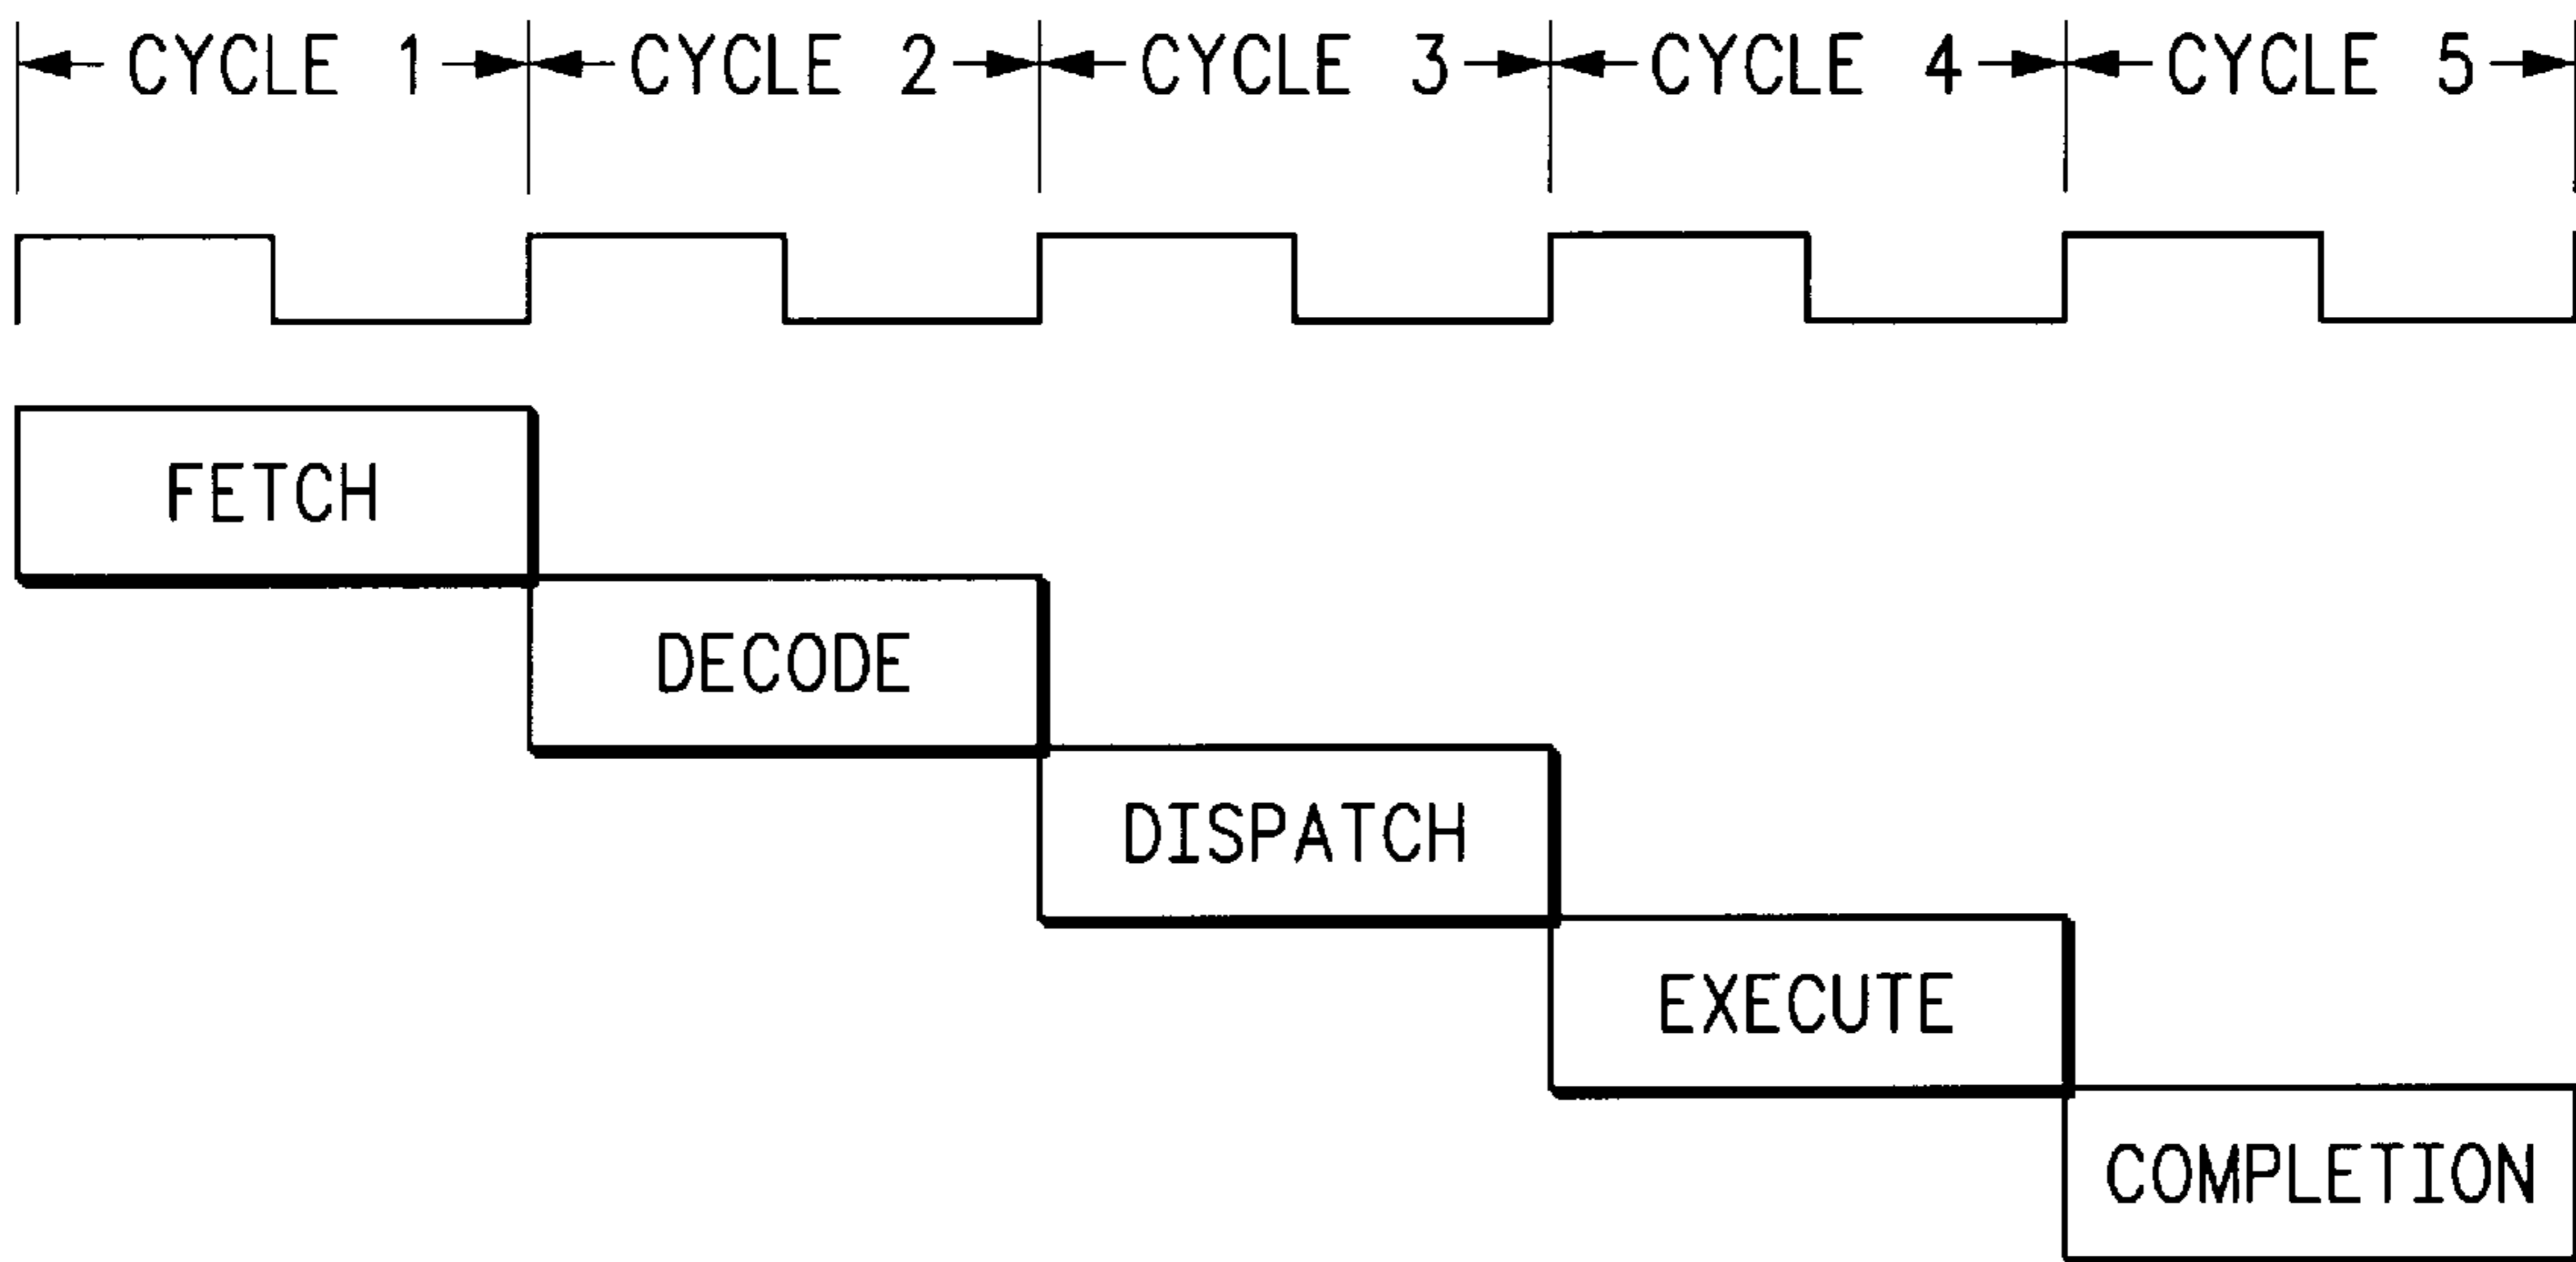 CYCLE 1 CYCLE 2 CYCLE 3 CYCLE 4 CYCLE 5
FETCH
DECODE
DISPATCH
EXECUTE
COMPLETION